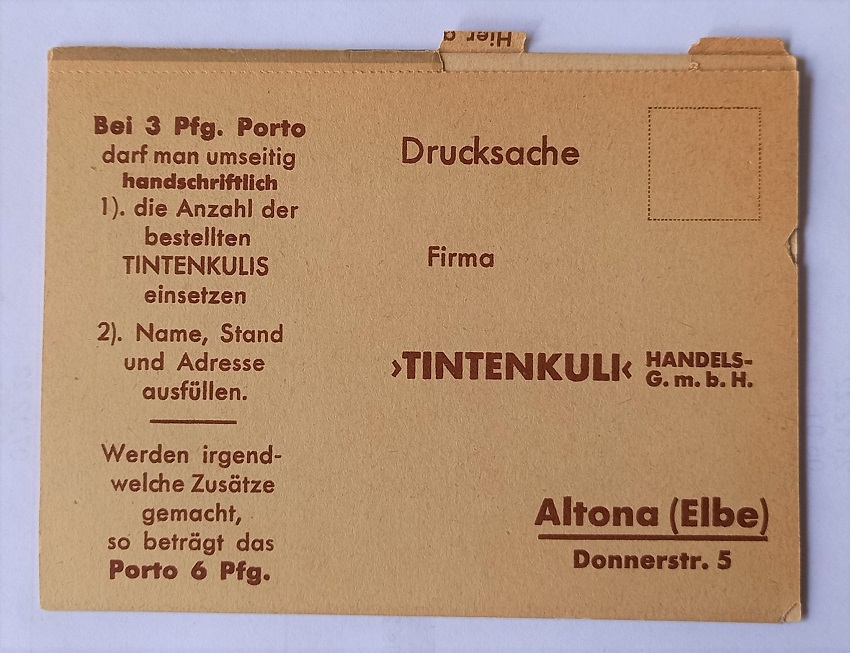 Hier
Bei 3 Pfg. Porto
darf man umseitig
handschriftlich
1). die Anzahl der
bestellten
TINTENKULIS
einsetzen
2). Name, Stand
und Adresse
ausfüllen.
Werden irgend-
welche Zusätze
gemacht,
so beträgt das
Porto 6 Pfg.
Drucksache
Firma
›TINTENKULI‹ HANDELS-
G. m. b. H.
Altona (Elbe)
Donnerstr. 5